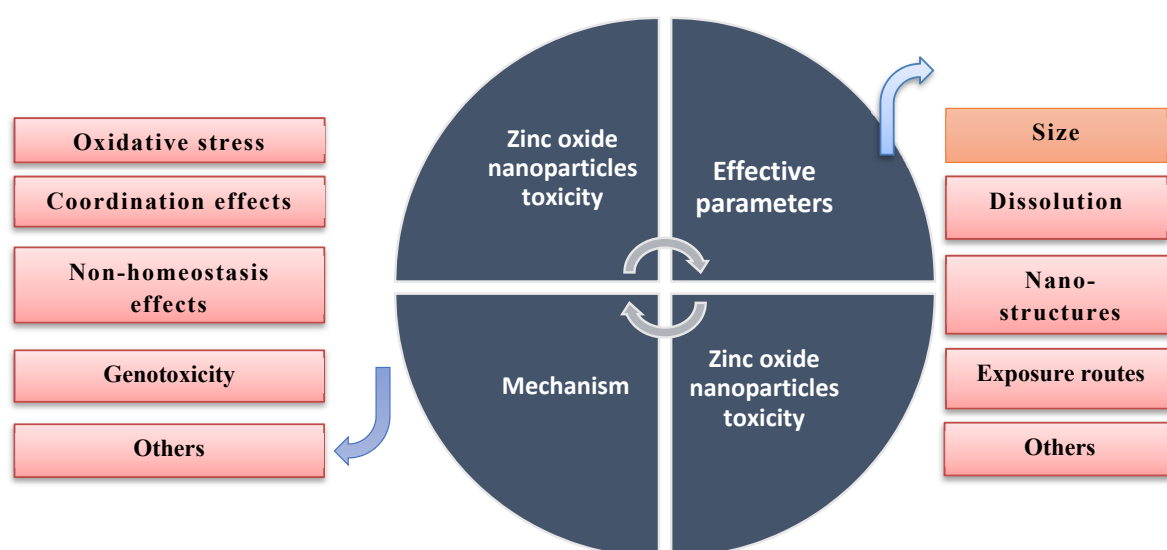 Oxidative stress
Coordination effects
Non-homeostasis
effects
Genotoxicity
Others
Zinc oxide
nanoparticles
toxicity
Effective
parameters
Mechanism
Zinc oxide
nanoparticles
toxicity
Size
Dissolution
Nano-
structures
Exposure routes
Others